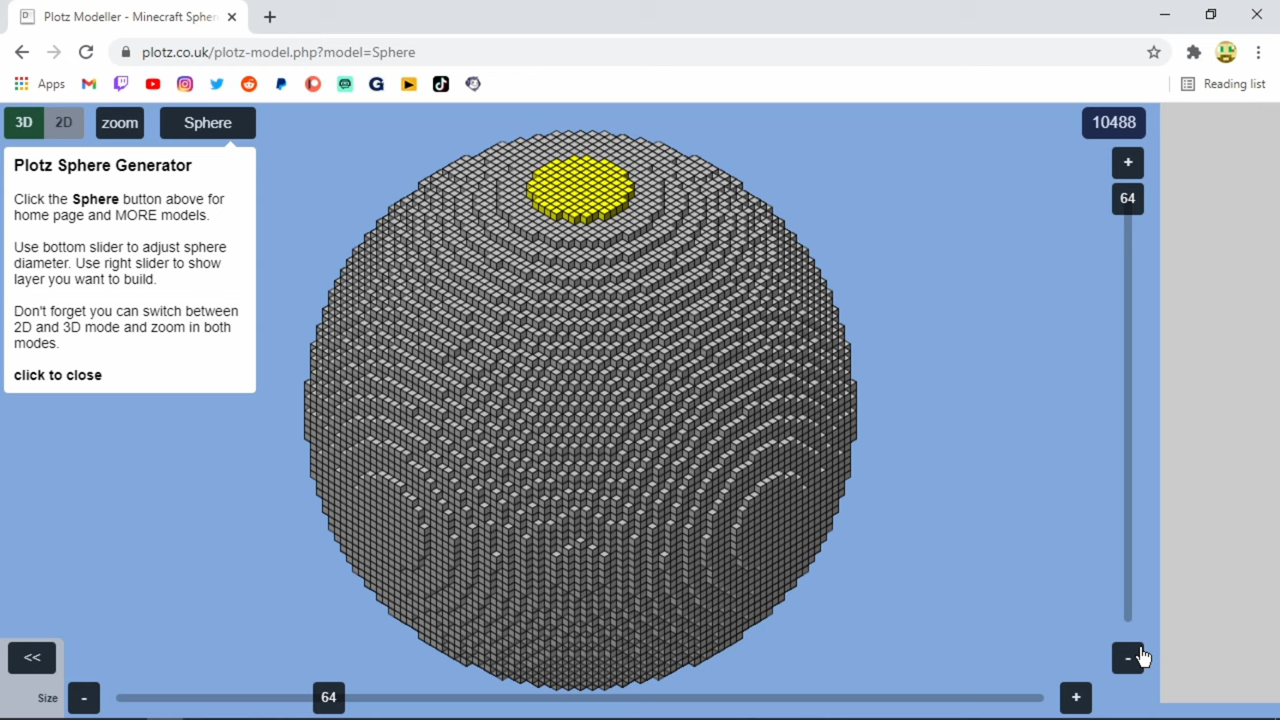 Plotz Modeller - Minecraft Spher
plotz.co.uk/plotz-model.php?model=Sphere
Apps
Reading list
3D
2D
zoom
Sphere
10488
Plotz Sphere Generator
Click the Sphere button above for
home page and MORE models.
Use bottom slider to adjust sphere
diameter. Use right slider to show
layer you want to build.
Don't forget you can switch between
2D and 3D mode and zoom in both
modes.
click to close
+
64
-
<<
Size
-
64
+